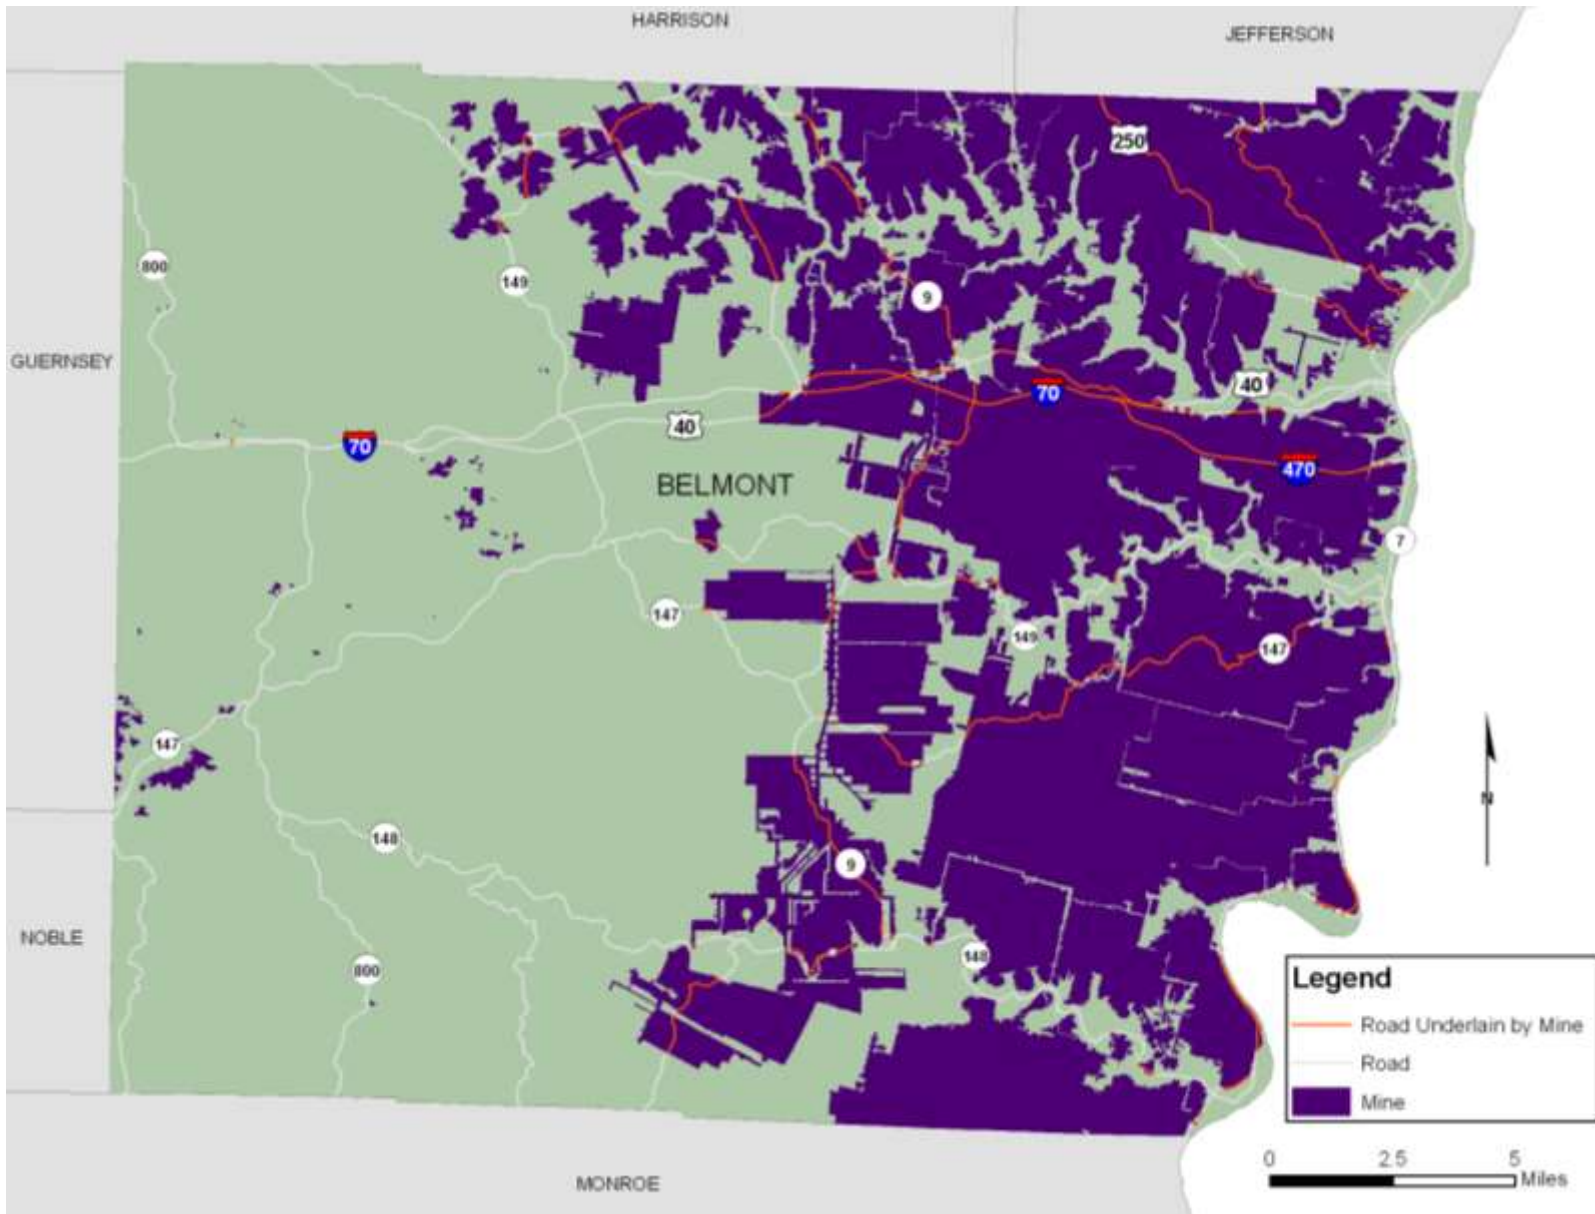 HARRISON
JEFFERSON
250
800
149
9
GUERNSEY
40
70
40
70
470
BELMONT
7
147
149
147
147
148
9
N
NOBLE
148
800
Legend
Road Underlain by Mine
Road
Mine
0 2.5 5
Miles
MONROE